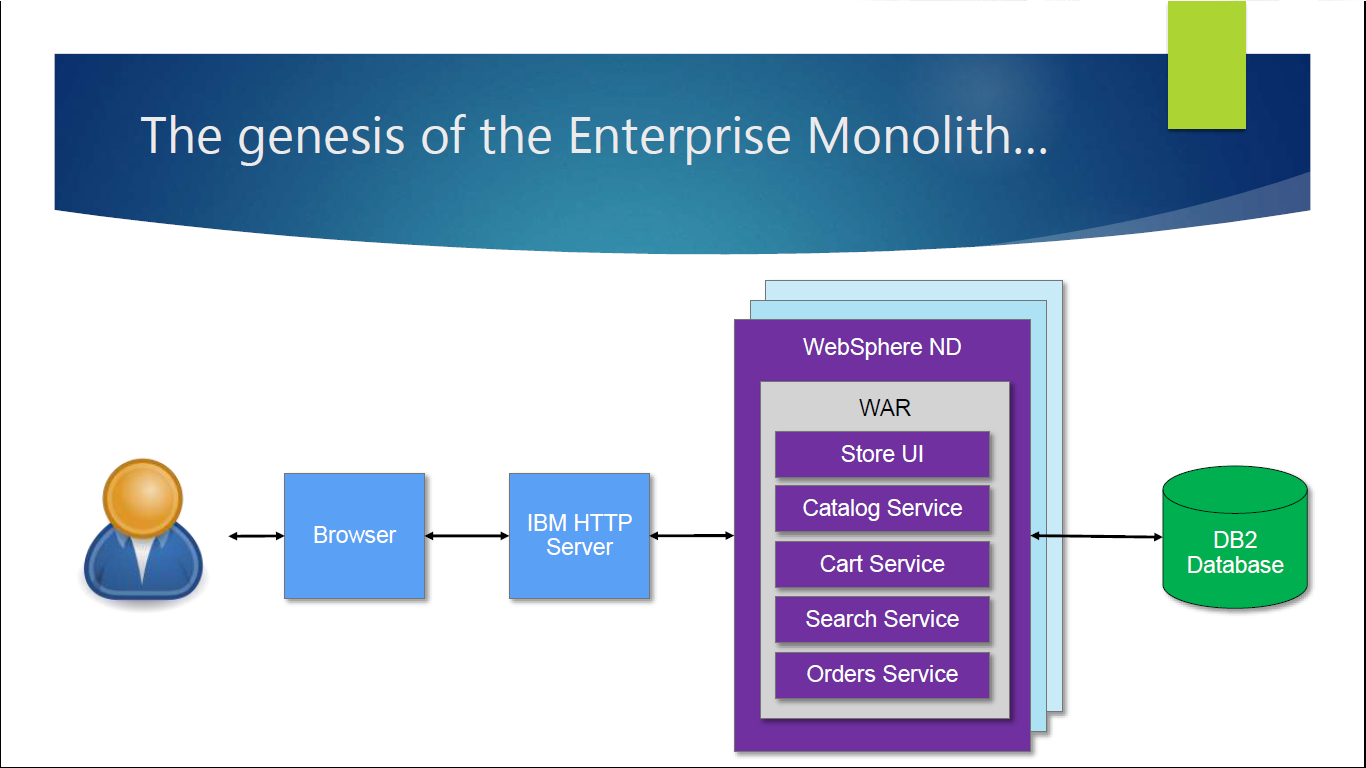 The genesis of the Enterprise Monolith...
WebSphere ND
WAR
Store UI
Catalog Service
Cart Service
Search Service
Orders Service
Browser
IBM HTTP
Server
DB2
Database